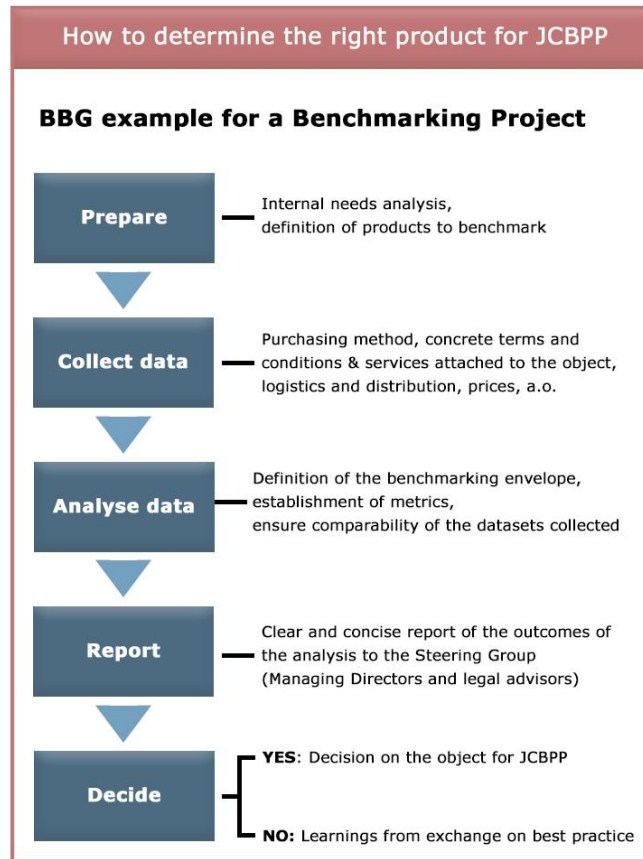 How to determine the right product for JCBPP
BBG example for a Benchmarking Project
Prepare
Internal needs analysis,
definition of products to benchmark
Collect data
Purchasing method, concrete terms and
conditions & services attached to the object,
logistics and distribution, prices, a.o.
Analyse data
Definition of the benchmarking envelope,
establishment of metrics,
ensure comparability of the datasets collected
Report
Clear and concise report of the outcomes of
the analysis to the Steering Group
(Managing Directors and legal advisors)
Decide
YES: Decision on the object for JCBPP
NO: Learnings from exchange on best practice